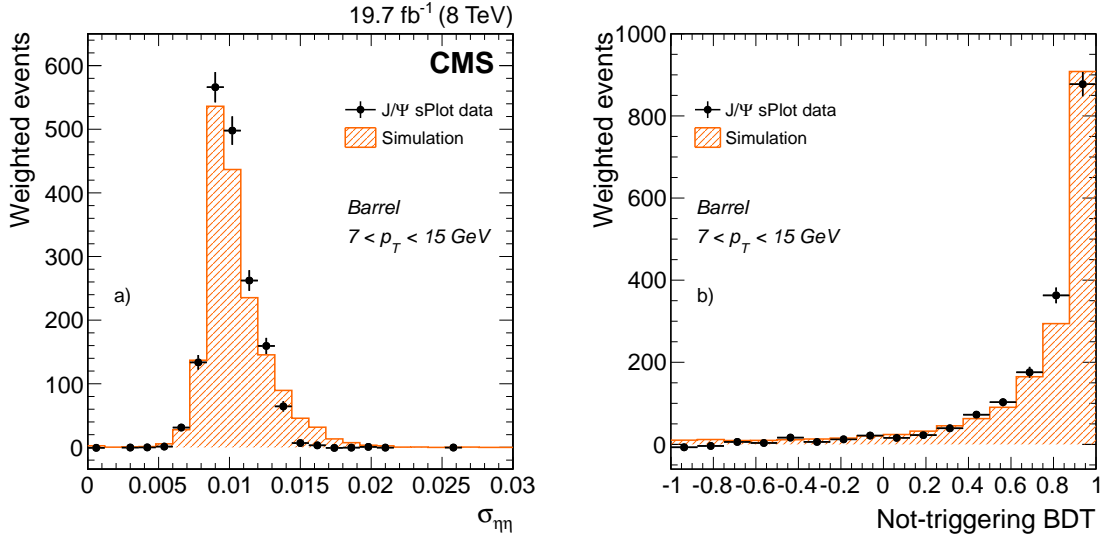 19.7 fb⁻¹ (8 TeV)
Weighted events
600
500
400
300
200
100
0
CMS
J/Ψ sPlot data
Simulation
Barrel
7 < p_T < 15 GeV
a)
0 0.005 0.01 0.015 0.02 0.025 0.03
σ_ηη
Weighted events
1000
800
600
400
200
0
J/Ψ sPlot data
Simulation
Barrel
7 < p_T < 15 GeV
b)
-1 -0.8 -0.6 -0.4 -0.2 0 0.2 0.4 0.6 0.8 1
Not-triggering BDT